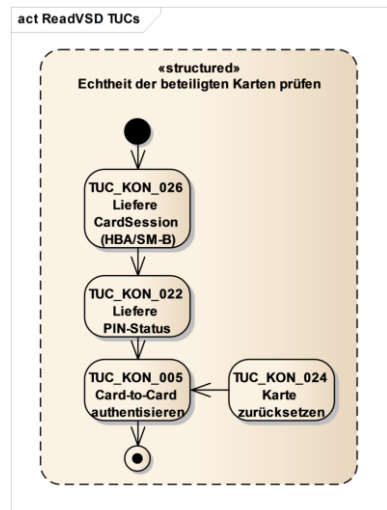 act ReadVSD TUCs
«structured»
Echtheit der beteiligten Karten prüfen
TUC_KON_026
Liefere
CardSession
(HBA/SM-B)
TUC_KON_022
Liefere
PIN-Status
TUC_KON_005
Card-to-Card
authentisieren
TUC_KON_024
Karte
zurücksetzen